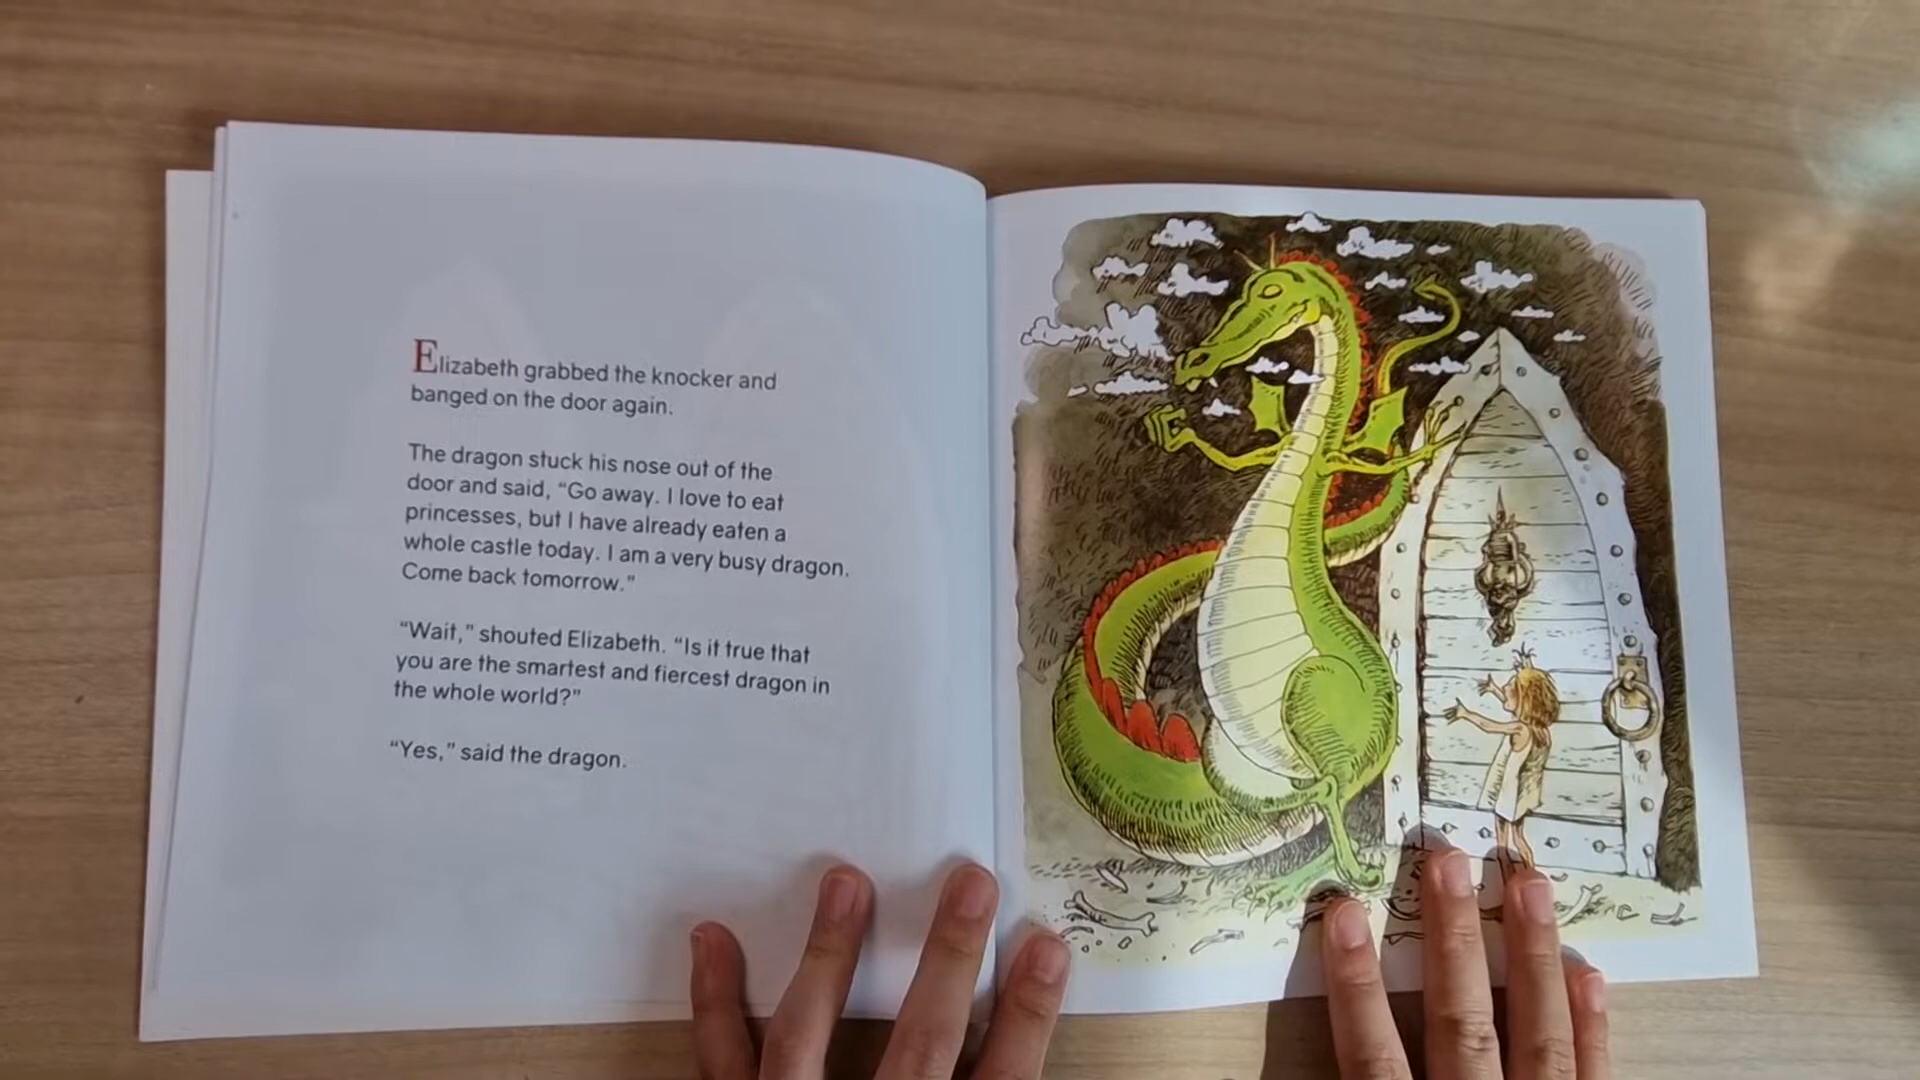 Elizabeth grabbed the knocker and
banged on the door again.
The dragon stuck his nose out of the
door and said, “Go away. I love to eat
princesses, but I have already eaten a
whole castle today. I am a very busy dragon.
Come back tomorrow.”
“Wait,” shouted Elizabeth. “Is it true that
you are the smartest and fiercest dragon in
the whole world?”
“Yes,” said the dragon.